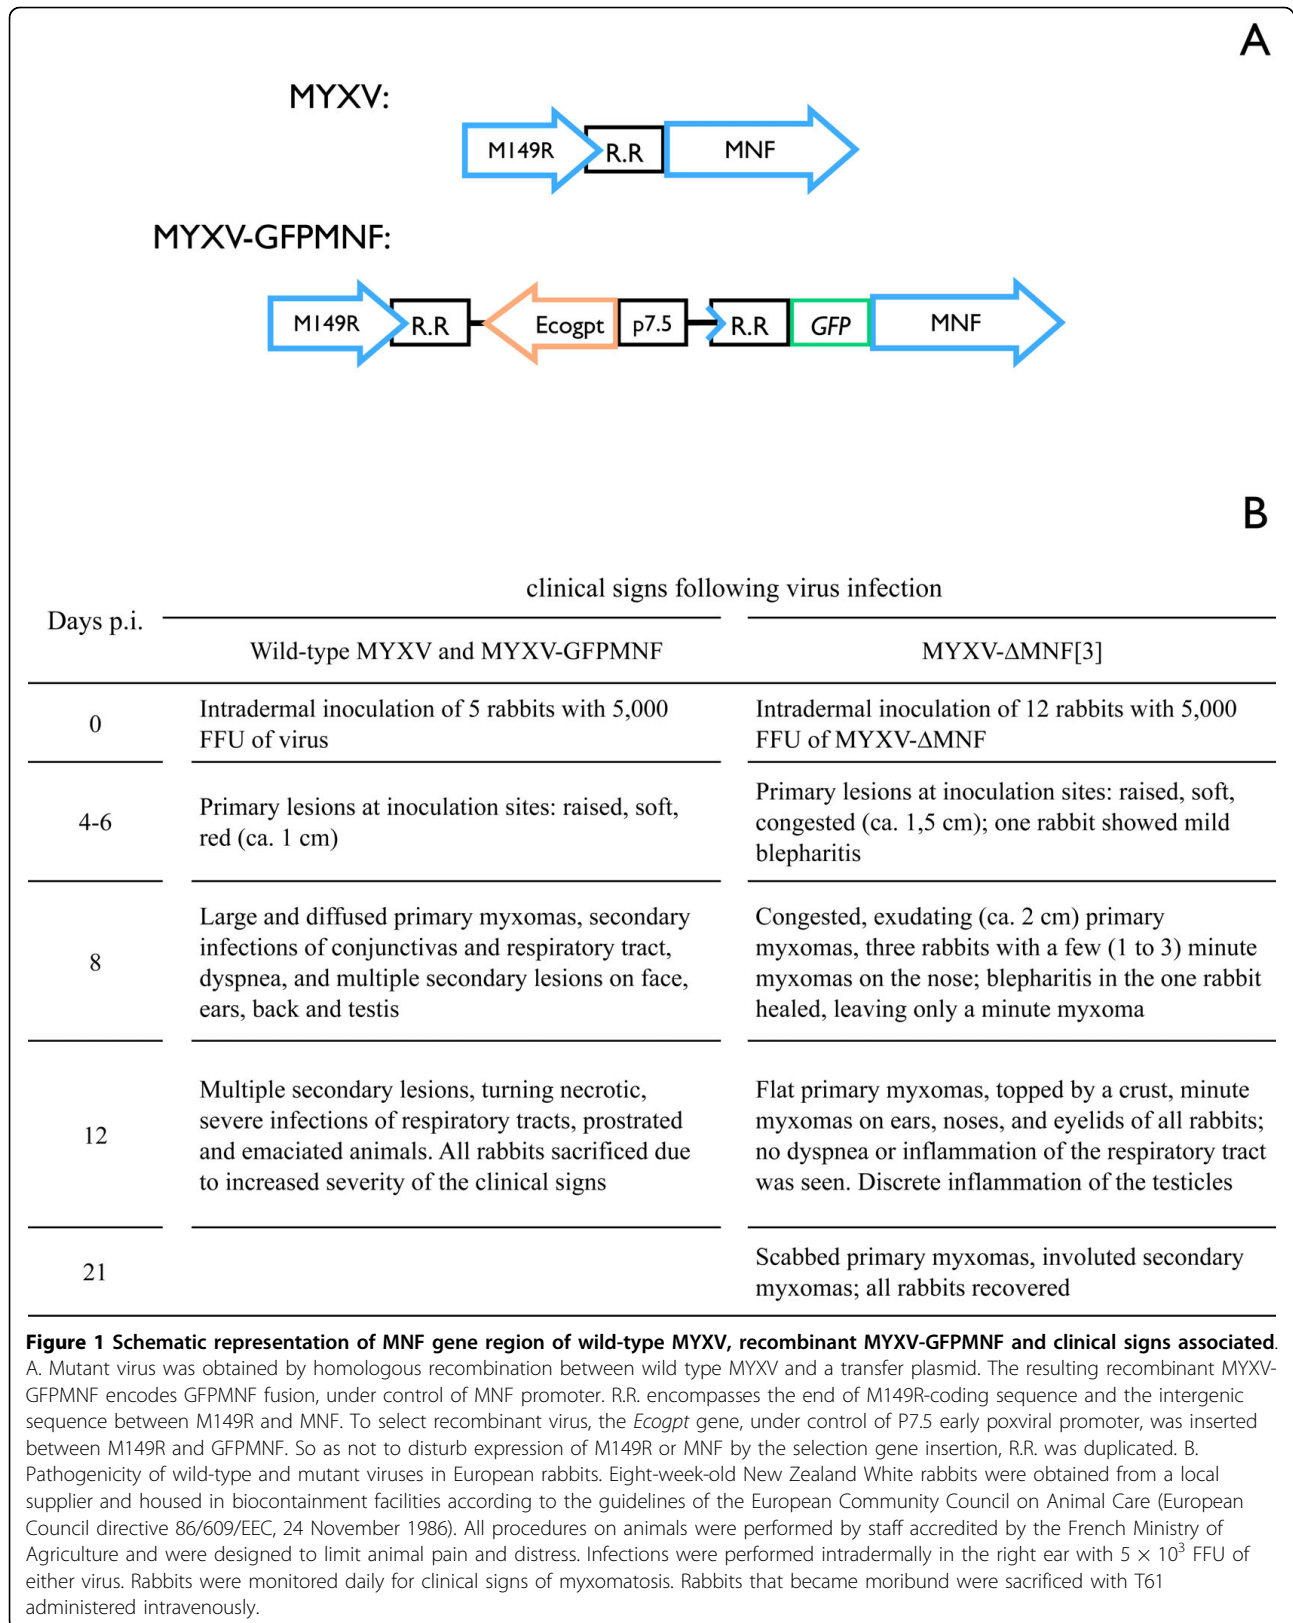 A
MYXV:
M149R
R.R
MNF
MYXV-GFPMNF:
M149R
R.R
Ecogpt
p7.5
R.R
GFP
MNF
B
clinical signs following virus infection
Days p.i.
Wild-type MYXV and MYXV-GFPMNF
MYXV-ΔMNF[3]
0
Intradermal inoculation of 5 rabbits with 5,000
FFU of virus
Intradermal inoculation of 12 rabbits with 5,000
FFU of MYXV-ΔMNF
4-6
Primary lesions at inoculation sites: raised, soft,
red (ca. 1 cm)
Primary lesions at inoculation sites: raised, soft,
congested (ca. 1,5 cm); one rabbit showed mild
blepharitis
8
Large and diffused primary myxomas, secondary
infections of conjunctivas and respiratory tract,
dyspnea, and multiple secondary lesions on face,
ears, back and testis
Congested, exudating (ca. 2 cm) primary
myxomas, three rabbits with a few (1 to 3) minute
myxomas on the nose; blepharitis in the one rabbit
healed, leaving only a minute myxoma
12
Multiple secondary lesions, turning necrotic,
severe infections of respiratory tracts, prostrated
and emaciated animals. All rabbits sacrificed due
to increased severity of the clinical signs
Flat primary myxomas, topped by a crust, minute
myxomas on ears, noses, and eyelids of all rabbits;
no dyspnea or inflammation of the respiratory tract
was seen. Discrete inflammation of the testicles
21
Scabbed primary myxomas, involuted secondary
myxomas; all rabbits recovered
Figure 1 Schematic representation of MNF gene region of wild-type MYXV, recombinant MYXV-GFPMNF and clinical signs associated.
A. Mutant virus was obtained by homologous recombination between wild type MYXV and a transfer plasmid. The resulting recombinant MYXV-
GFPMNF encodes GFPMNF fusion, under control of MNF promoter. R.R. encompasses the end of M149R-coding sequence and the intergenic
sequence between M149R and MNF. To select recombinant virus, the Ecogpt gene, under control of P7.5 early poxviral promoter, was inserted
between M149R and GFPMNF. So as not to disturb expression of M149R or MNF by the selection gene insertion, R.R. was duplicated. B.
Pathogenicity of wild-type and mutant viruses in European rabbits. Eight-week-old New Zealand White rabbits were obtained from a local
supplier and housed in biocontainment facilities according to the guidelines of the European Community Council on Animal Care (European
Council directive 86/609/EEC, 24 November 1986). All procedures on animals were performed by staff accredited by the French Ministry of
Agriculture and were designed to limit animal pain and distress. Infections were performed intradermally in the right ear with 5 × 10³ FFU of
either virus. Rabbits were monitored daily for clinical signs of myxomatosis. Rabbits that became moribund were sacrificed with T61
administered intravenously.